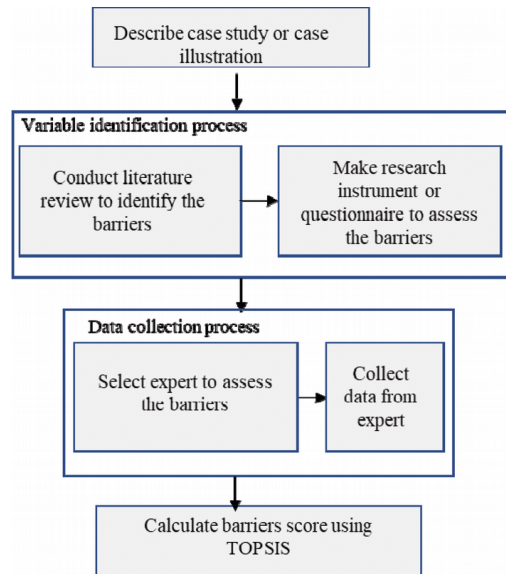 Describe case study or case
illustration
Variable identification process
Conduct literature
review to identify the
barriers
Make research
instrument or
questionnaire to assess
the barriers
Data collection process
Select expert to assess
the barriers
Collect
data from
expert
Calculate barriers score using
TOPSIS